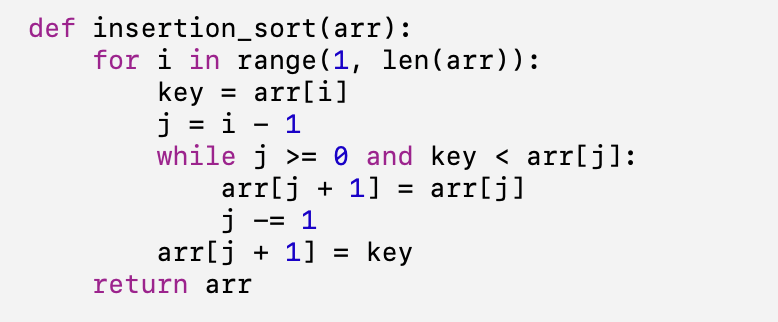 def insertion_sort(arr):
    for i in range(1, len(arr)):
        key = arr[i]
        j = i - 1
        while j >= 0 and key < arr[j]:
            arr[j + 1] = arr[j]
            j -= 1
        arr[j + 1] = key
    return arr